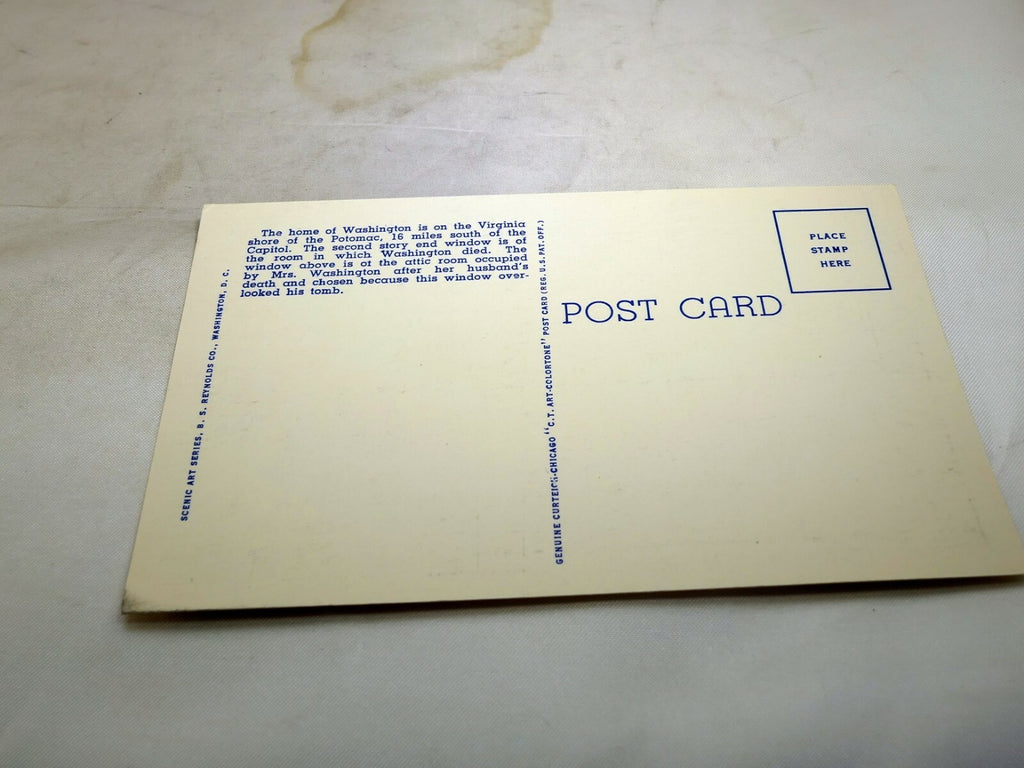 The home of Washington is on the Virginia
shore of the Potomac, 16 miles south of the
Capitol. The second story end window is of
the room in which Washington died. The
window above is of the attic room occupied
by Mrs. Washington after her husband's
death and chosen because this window over-
looked his tomb.
SCENIC ART SERIES, B. S. REYNOLDS CO., WASHINGTON, D. C.
GENUINE CURTEICH-CHICAGO "C.T. ART-COLORTONE" POST CARD (REG. U.S. PAT. OFF.)
POST CARD
PLACE
STAMP
HERE